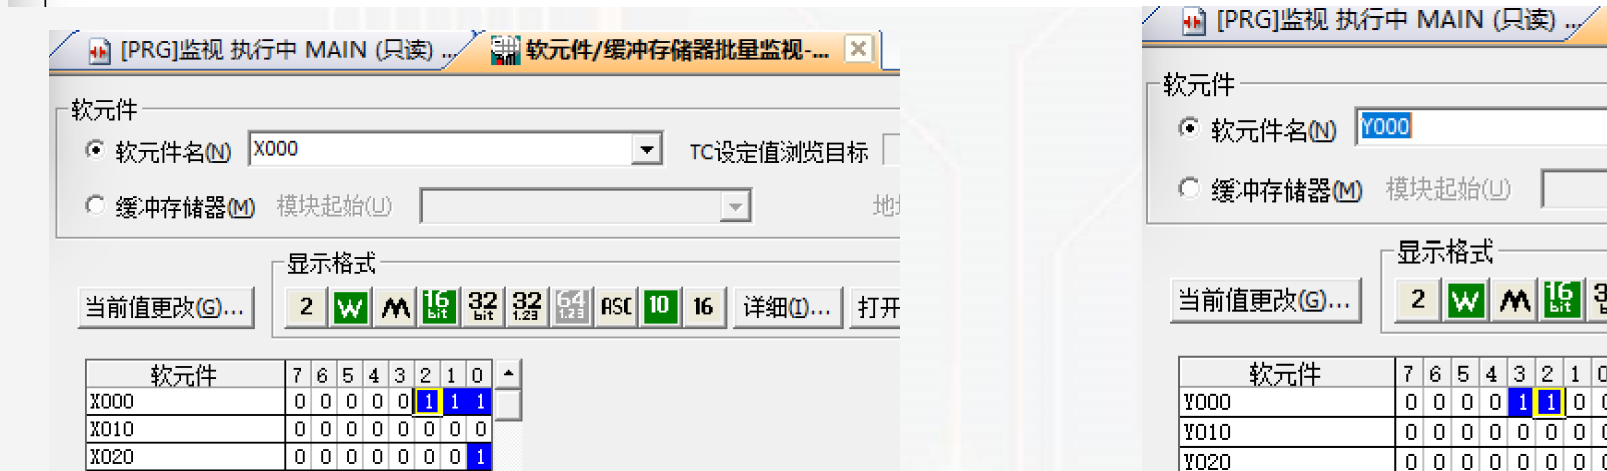 [PRG]监视 执行中 MAIN (只读) ...
软元件/缓冲存储器批量监视-...
软元件
软元件名(N) X000 TC设定值浏览目标
缓冲存储器(M) 模块起始(U) 地
显示格式
当前值更改(G)... 2 W M 16bit 32bit 32 1.23 64 1.23 ASC 10 16 详细(I)... 打开
软元件 7 6 5 4 3 2 1 0
X000 0 0 0 0 0 1 1 1
X010 0 0 0 0 0 0 0 0
X020 0 0 0 0 0 0 0 1
[PRG]监视 执行中 MAIN (只读) ...
软元件
软元件名(N) Y000
缓冲存储器(M) 模块起始(U)
显示格式
当前值更改(G)... 2 W M 16bit
软元件 7 6 5 4 3 2 1 0
Y000 0 0 0 0 1 1 0 0
Y010 0 0 0 0 0 0 0 0
Y020 0 0 0 0 0 0 0 0